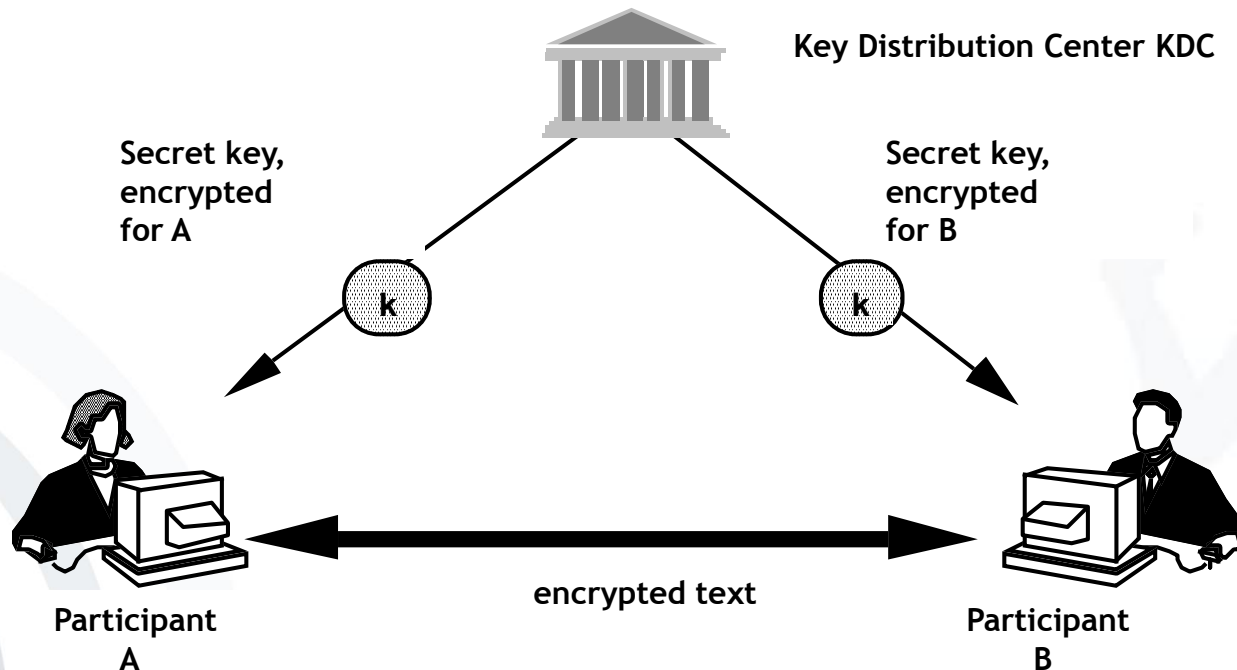 Key Distribution Center KDC
Secret key,
encrypted
for A
Secret key,
encrypted
for B
k
k
encrypted text
Participant
A
Participant
B